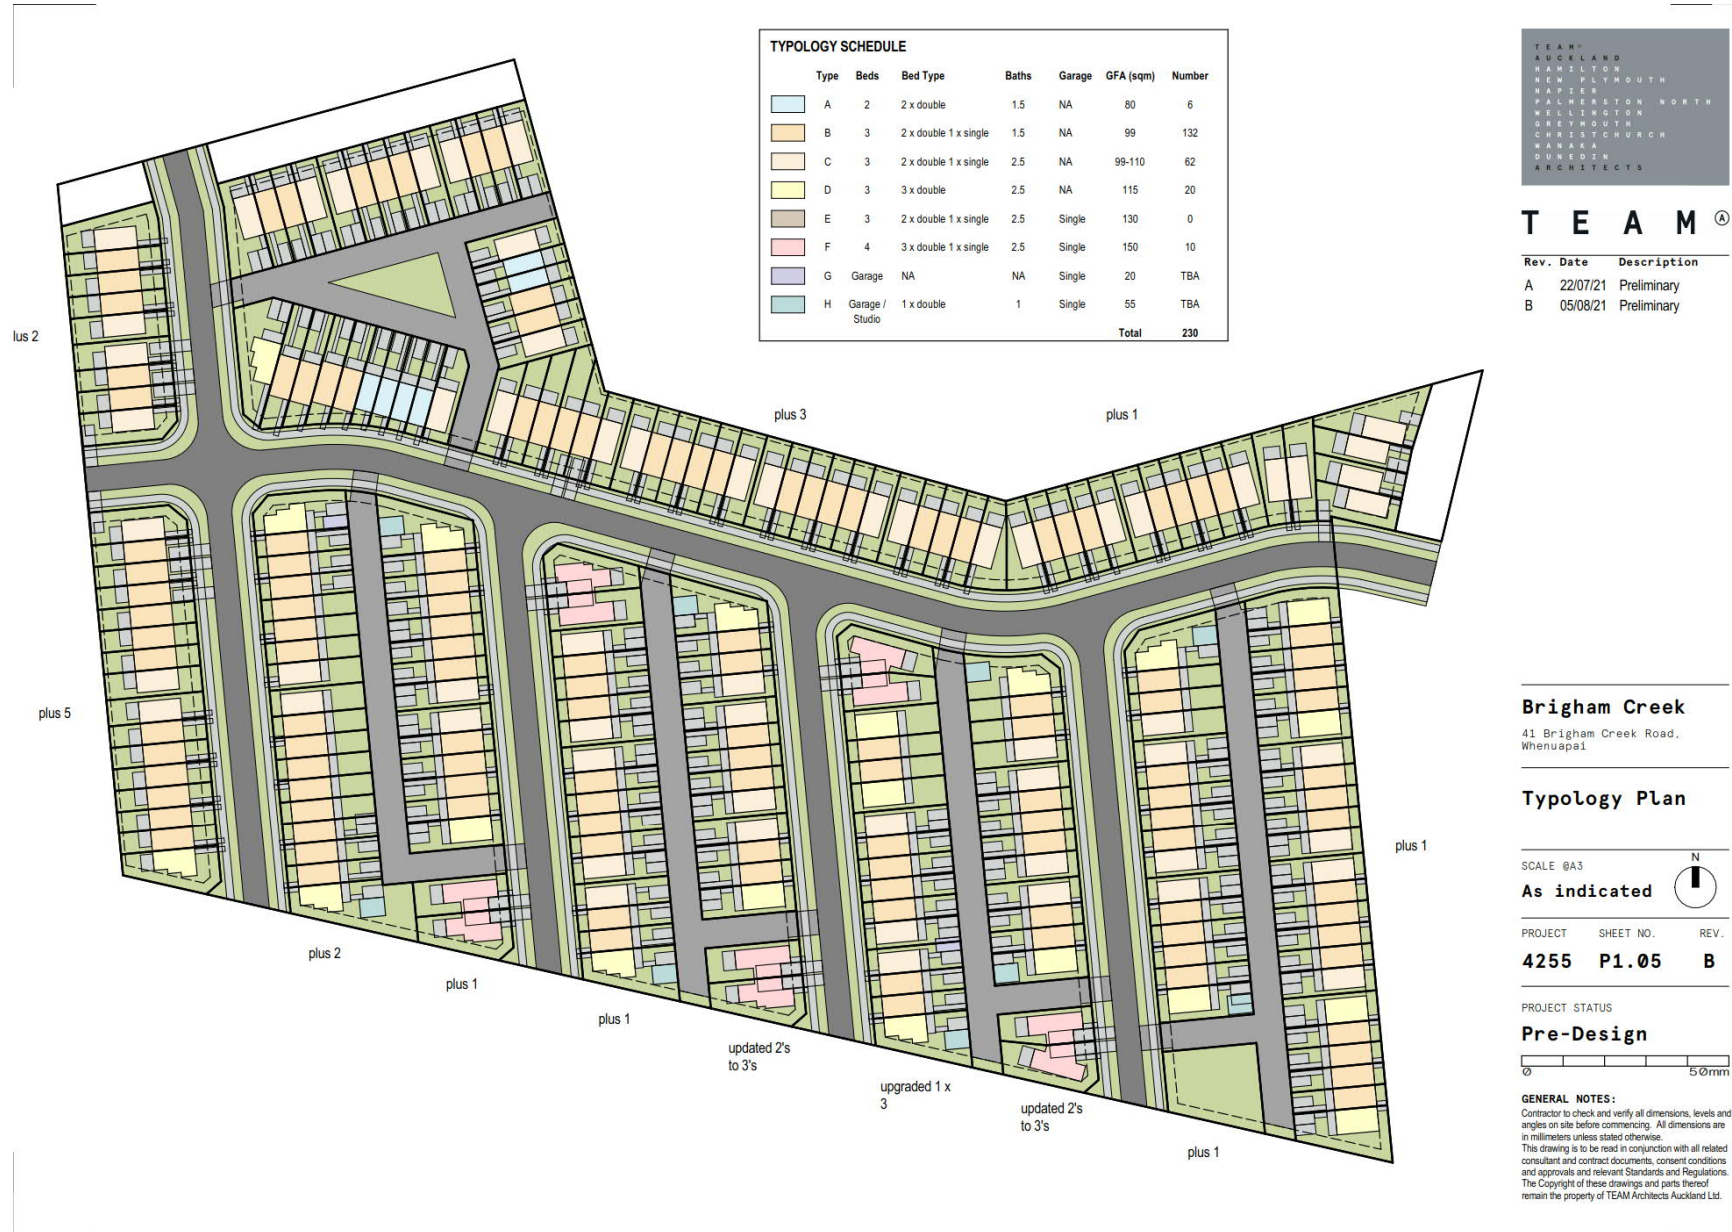 TYPOLOGY SCHEDULE
Type Beds Bed Type Baths Garage GFA (sqm) Number
A 2 2 x double 1.5 NA 80 6
B 3 2 x double 1 x single 1.5 NA 99 132
C 3 2 x double 1 x single 2.5 NA 99-110 62
D 3 3 x double 2.5 NA 115 20
E 3 2 x double 1 x single 2.5 Single 130 0
F 4 3 x double 1 x single 2.5 Single 150 10
G Garage NA NA Single 20 TBA
H Garage / 1 x double 1 Single 55 TBA
Studio
Total 230
lus 2
plus 3
plus 1
plus 5
plus 1
plus 2
plus 1
plus 1
updated 2's
to 3's
upgraded 1 x
3
updated 2's
to 3's
plus 1
TEAM
AUCKLAND
HAMILTON
NEW PLYMOUTH
NAPIER
PALMERSTON NORTH
WELLINGTON
GREYMOUTH
CHRISTCHURCH
WANAKA
DUNEDIN
ARCHITECTS
TEAM A
Rev. Date Description
A 22/07/21 Preliminary
B 05/08/21 Preliminary
Brigham Creek
41 Brigham Creek Road,
Whenuapai
Typology Plan
SCALE @A3
As indicated
N
PROJECT SHEET NO. REV.
4255 P1.05 B
PROJECT STATUS
Pre-Design
0 50mm
GENERAL NOTES:
Contractor to check and verify all dimensions, levels and
angles on site before commencing. All dimensions are
in millimeters unless stated otherwise.
This drawing is to be read in conjunction with all related
consultant and contract documents, consent conditions
and approvals and relevant Standards and Regulations.
The Copyright of these drawings and parts thereof
remain the property of TEAM Architects Auckland Ltd.